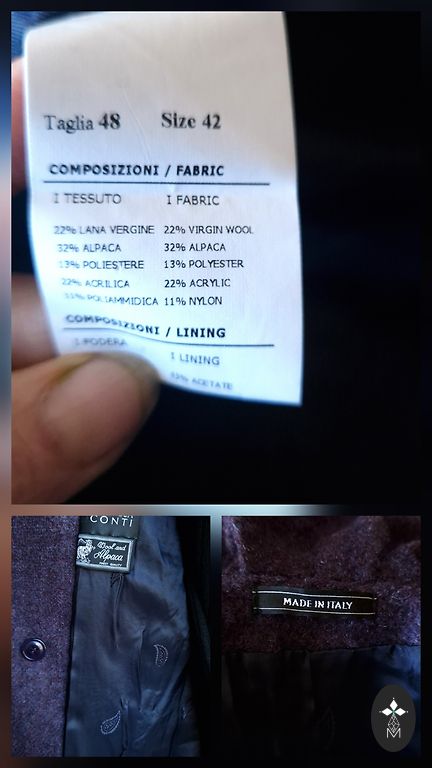 Taglia 48 Size 42
COMPOSIZIONI / FABRIC
I TESSUTO I FABRIC
22% LANA VERGINE 22% VIRGIN WOOL
32% ALPACA 32% ALPACA
13% POLIESTERE 13% POLYESTER
22% ACRILICA 22% ACRYLIC
11% POLIAMMIDICA 11% NYLON
COMPOSIZIONI / LINING
I FODERA I LINING
ACETATE
CONTI
Wool and
Alpaca
MADE IN ITALY
M